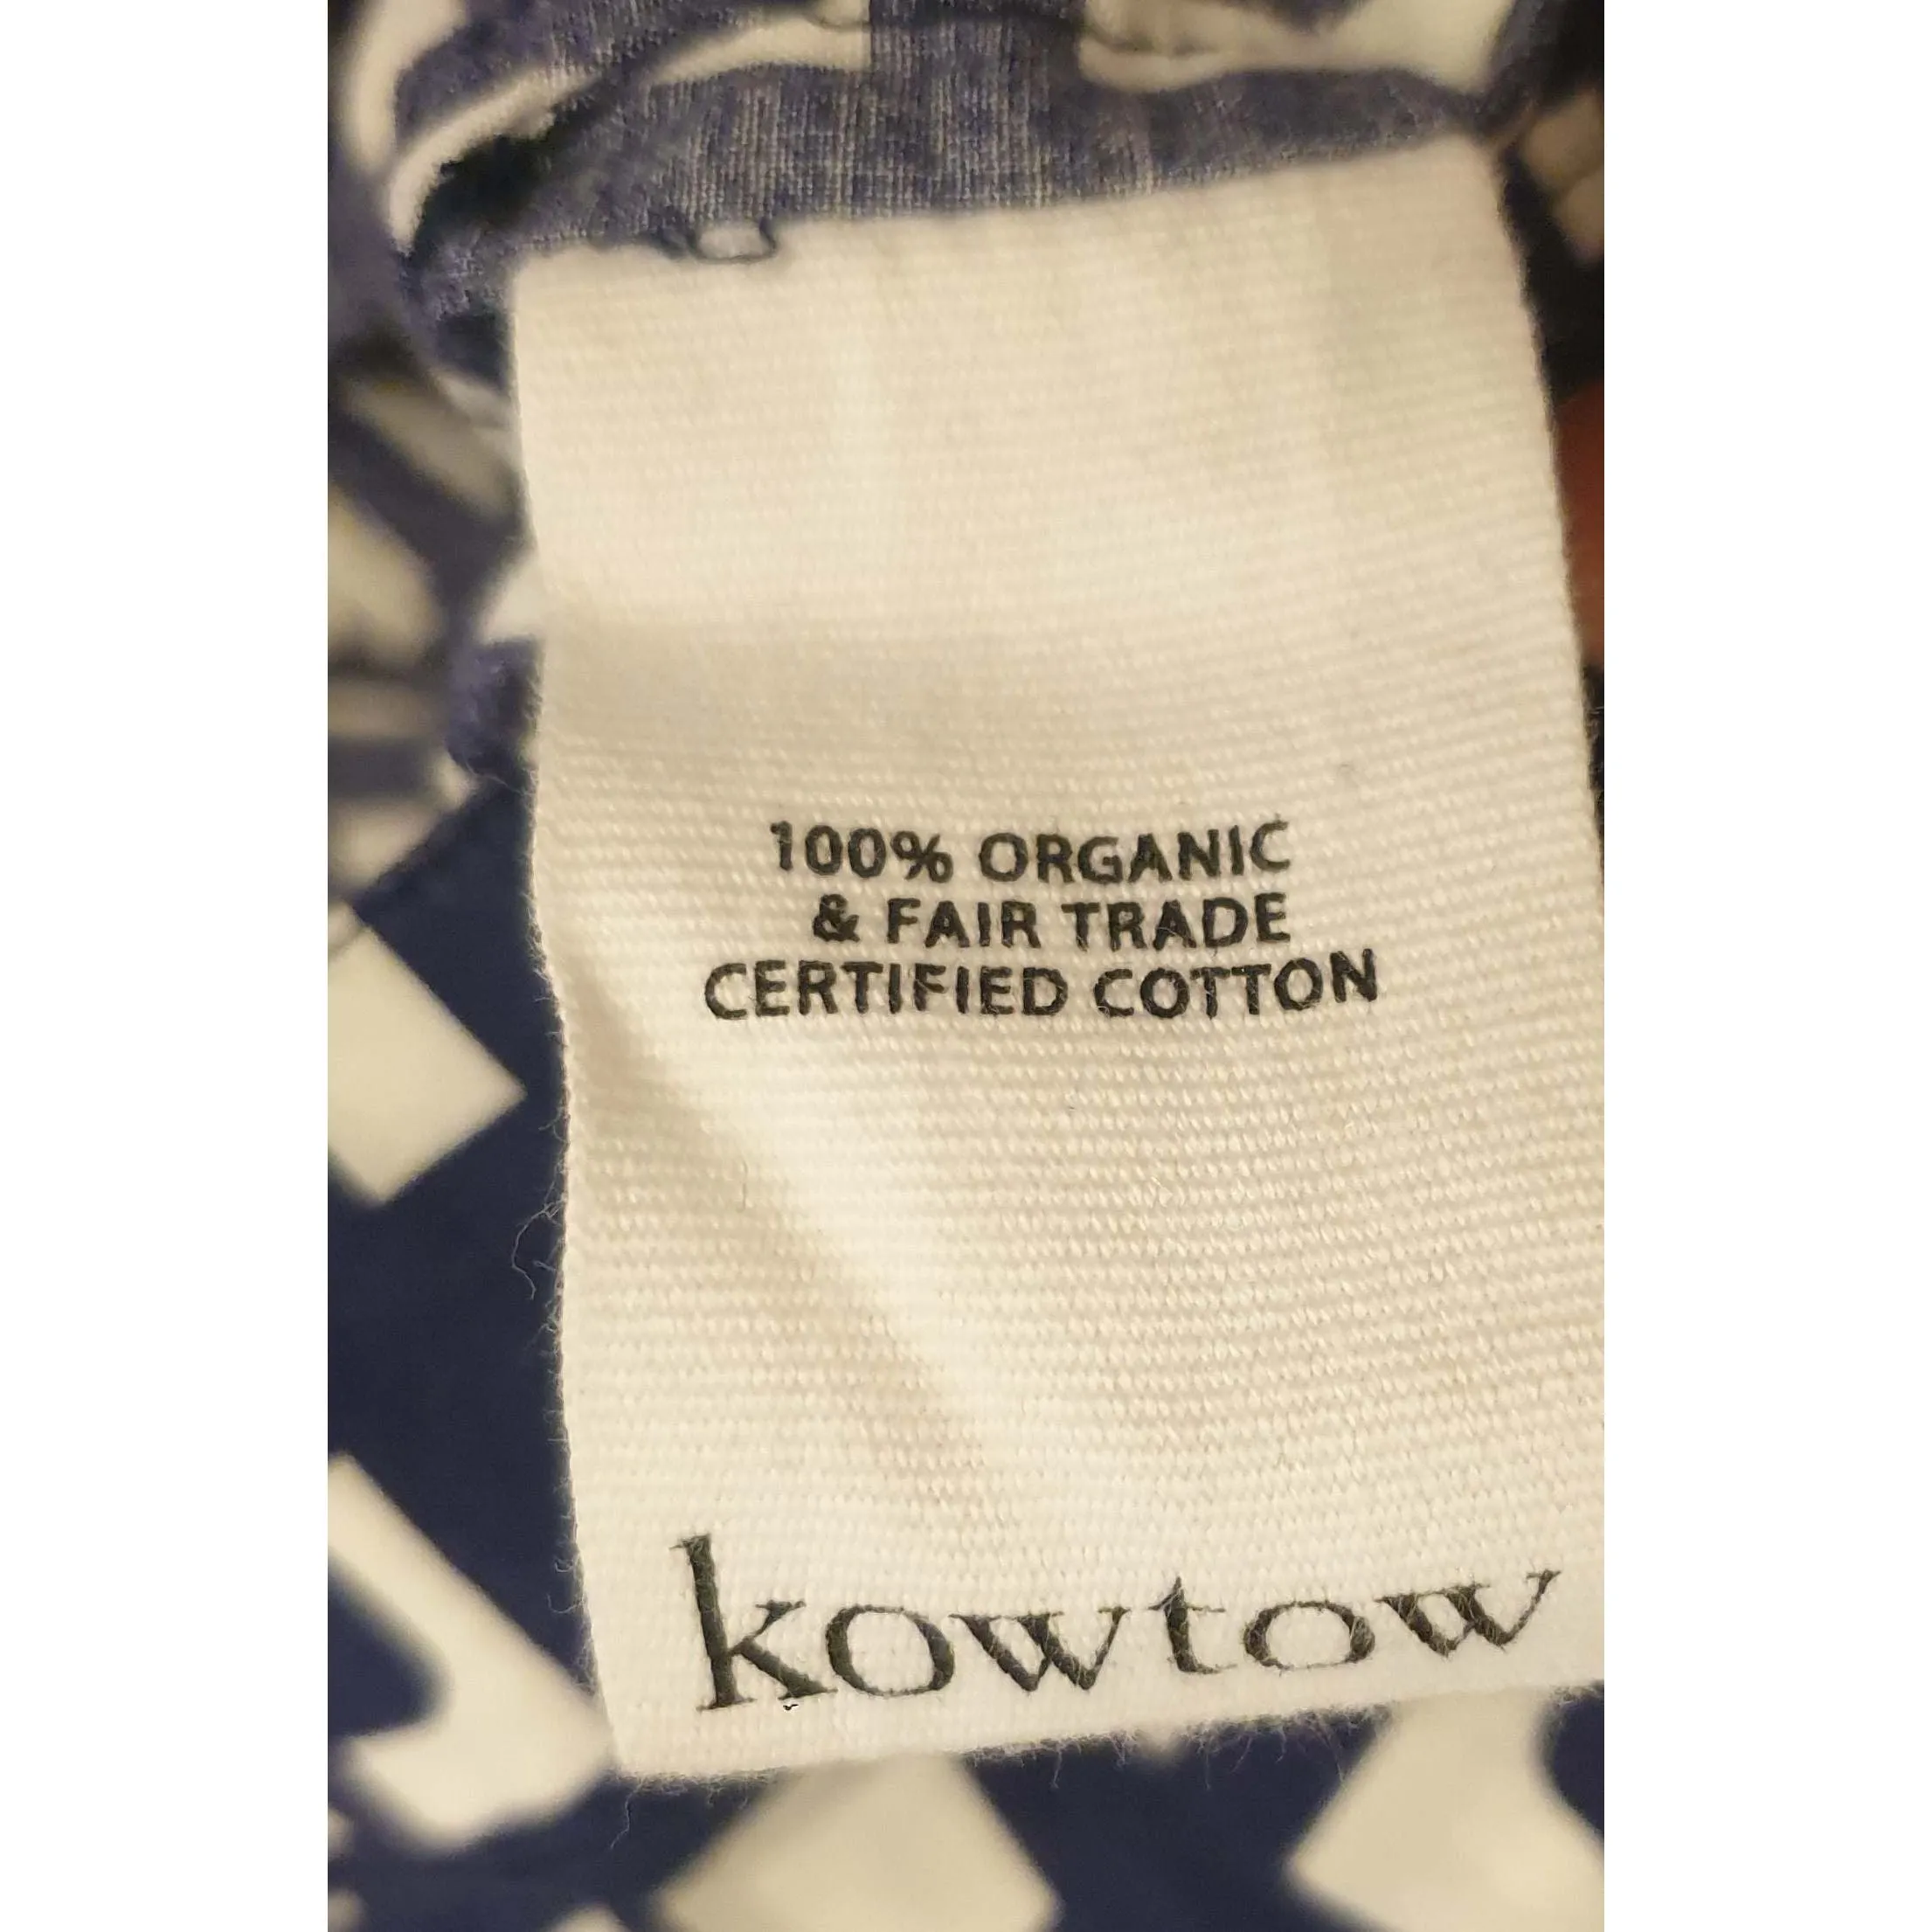 100% ORGANIC
& FAIR TRADE
CERTIFIED COTTON
kowtow